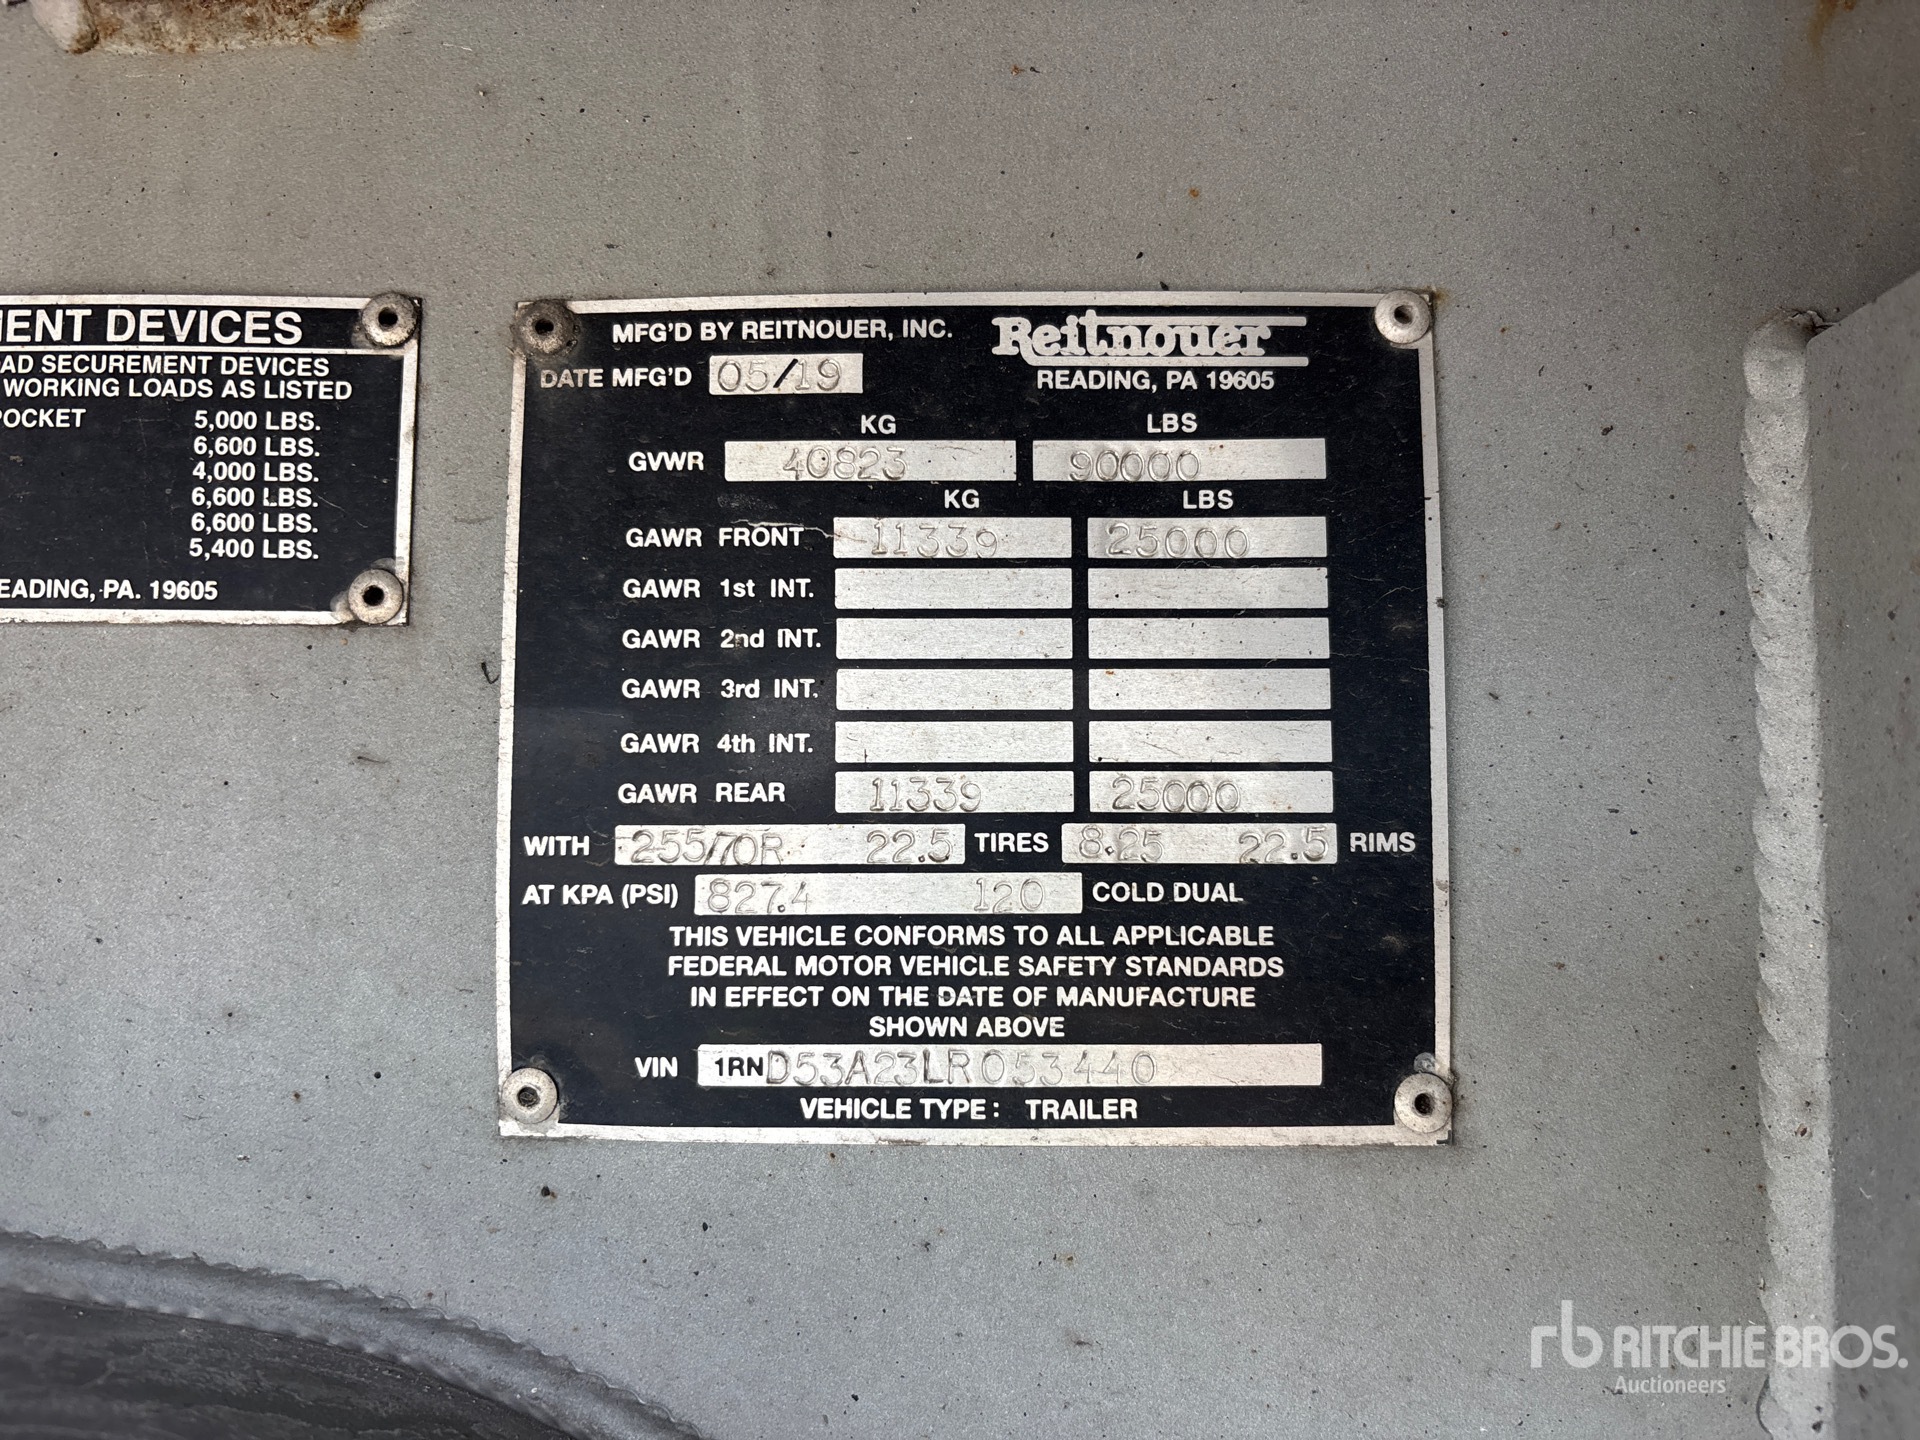 MENT DEVICES
AD SECUREMENT DEVICES
WORKING LOADS AS LISTED
POCKET 5,000 LBS.
6,600 LBS.
4,000 LBS.
6,600 LBS.
6,600 LBS.
5,400 LBS.
EADING, PA. 19605
MFG'D BY REITNOUER, INC. Reitnouer
DATE MFG'D 05/19 READING, PA 19605
KG LBS
GVWR 40823 90000
KG LBS
GAWR FRONT 11339 25000
GAWR 1st INT.
GAWR 2nd INT.
GAWR 3rd INT.
GAWR 4th INT.
GAWR REAR 11339 25000
WITH 255/70R 22.5 TIRES 8.25 22.5 RIMS
AT KPA (PSI) 827.4 120 COLD DUAL
THIS VEHICLE CONFORMS TO ALL APPLICABLE
FEDERAL MOTOR VEHICLE SAFETY STANDARDS
IN EFFECT ON THE DATE OF MANUFACTURE
SHOWN ABOVE
VIN 1RND53A23LR053440
VEHICLE TYPE: TRAILER
rb RITCHIE BROS.
Auctioneers